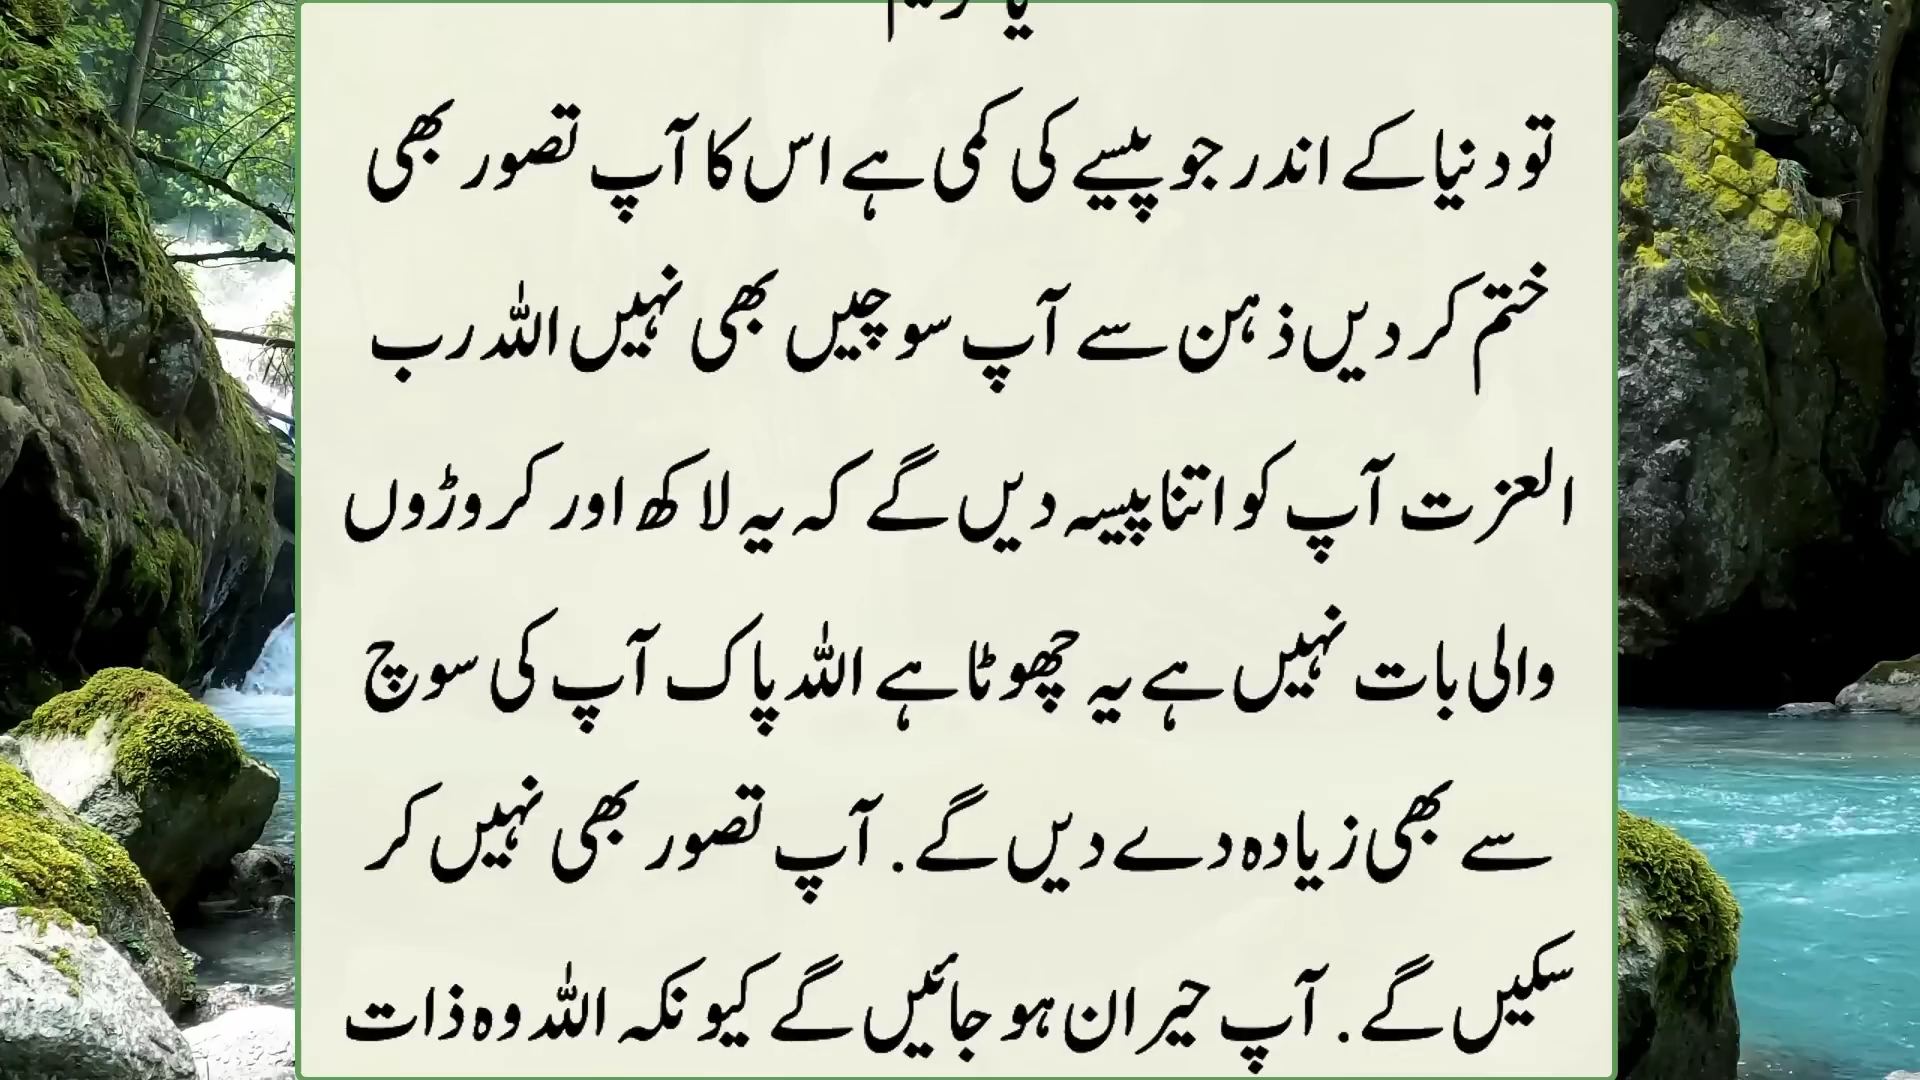 تو دنیا کے اندر جو پیسے کی کمی ہے اس کا آپ تصور بھی
ختم کر دیں ذہن سے آپ سوچیں بھی نہیں اللہ رب
العزت آپ کو اتنا پیسہ دیں گے کہ یہ لاکھ اور کروڑوں
والی بات نہیں ہے یہ چھوٹا ہے اللہ پاک آپ کی سوچ
سے بھی زیادہ دے دیں گے. آپ تصور بھی نہیں کر
سکیں گے. آپ حیران ہو جائیں گے کیونکہ اللہ وہ ذات